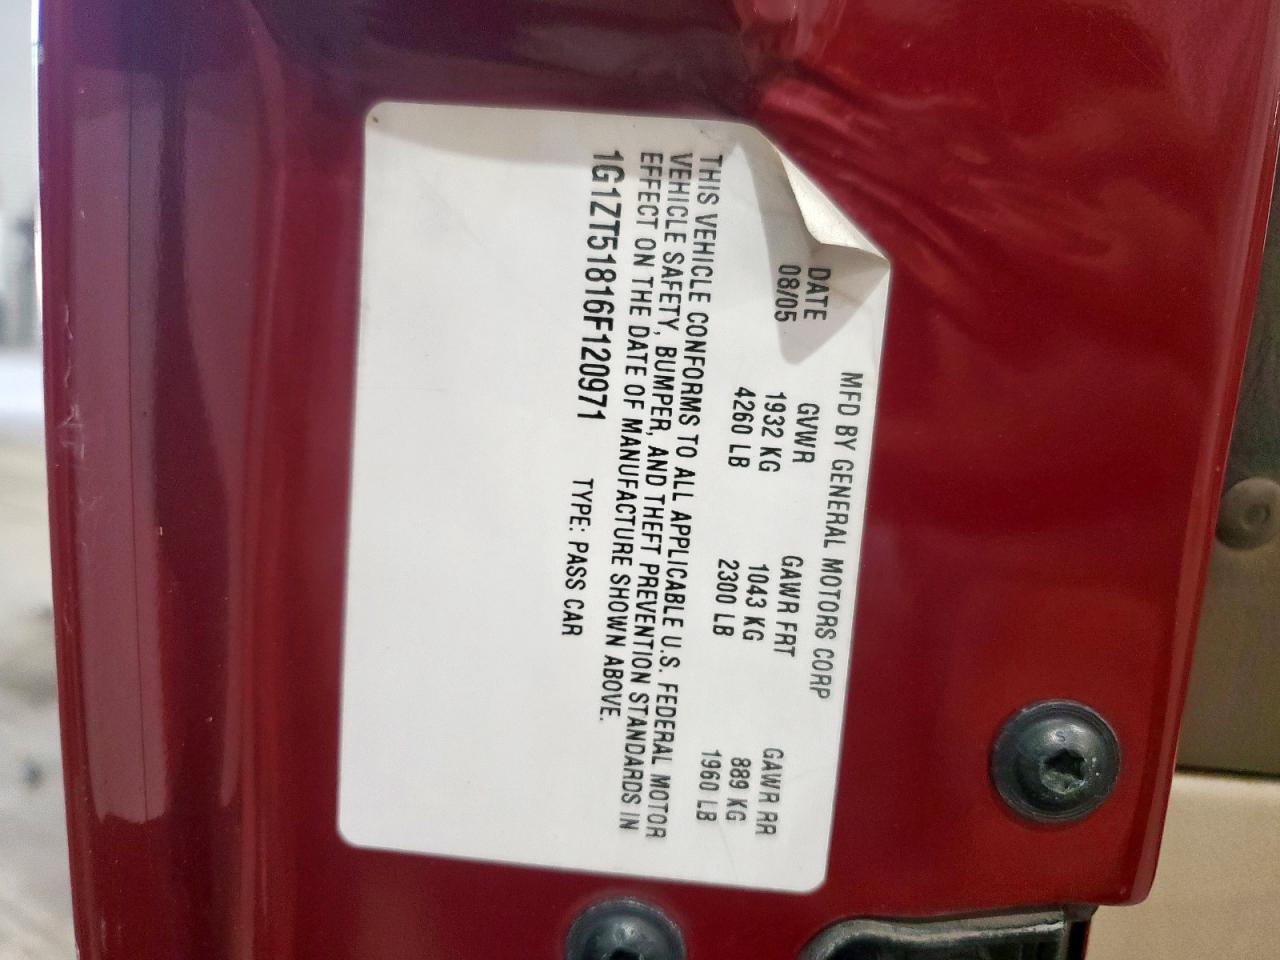 MFD BY GENERAL MOTORS CORP
DATE GVWR GAWR FRT GAWR RR
08/05 1932 KG 1043 KG 889 KG
4260 LB 2300 LB 1960 LB
THIS VEHICLE CONFORMS TO ALL APPLICABLE U.S. FEDERAL MOTOR
VEHICLE SAFETY, BUMPER, AND THEFT PREVENTION STANDARDS IN
EFFECT ON THE DATE OF MANUFACTURE SHOWN ABOVE.
1G1ZT51816F120971 TYPE: PASS CAR